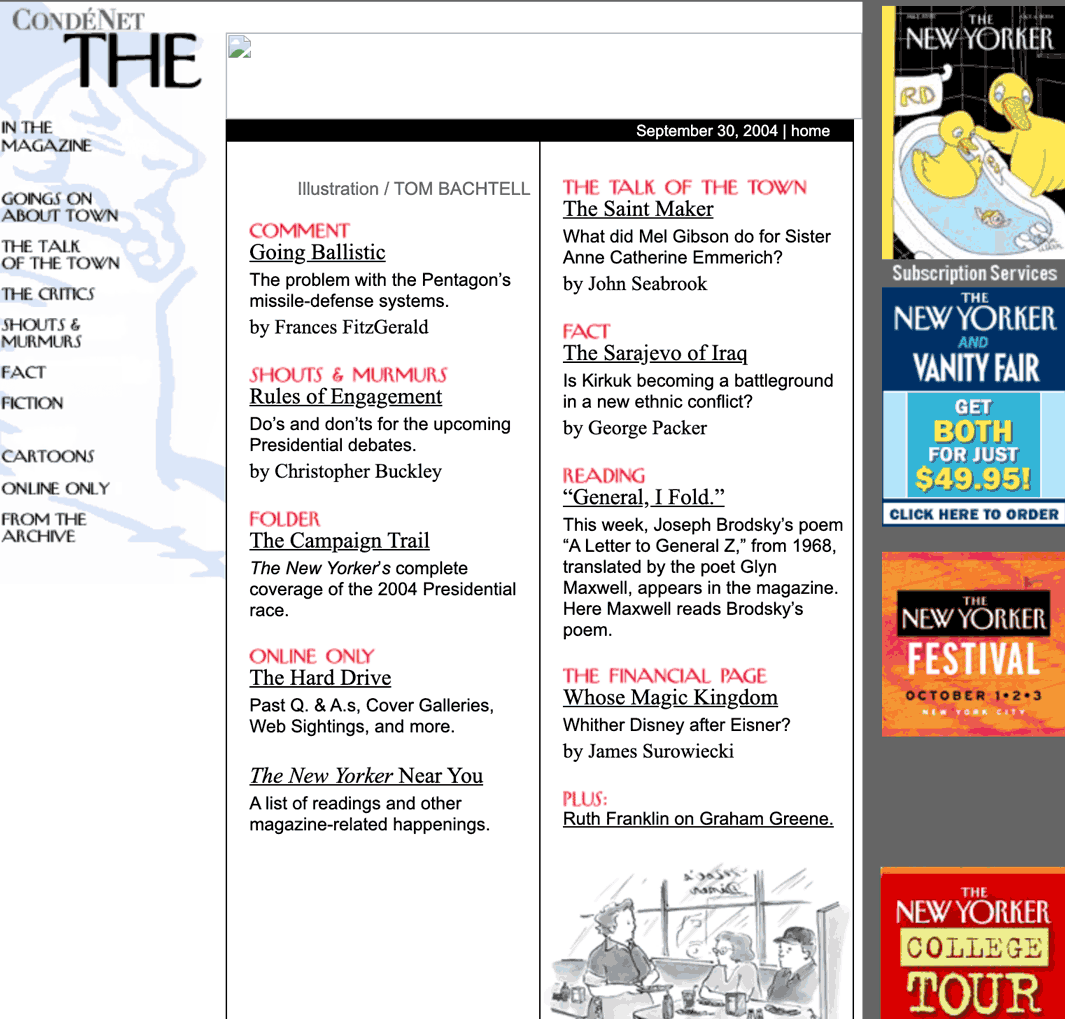 CONDÉNET
THE
IN THE
MAGAZINE
GOINGS ON
ABOUT TOWN
THE TALK
OF THE TOWN
THE CRITICS
SHOUTS &
MURMURS
FACT
FICTION
CARTOONS
ONLINE ONLY
FROM THE
ARCHIVE
September 30, 2004 | home
Illustration / TOM BACHTELL
COMMENT
Going Ballistic
The problem with the Pentagon’s
missile-defense systems.
by Frances FitzGerald
SHOUTS & MURMURS
Rules of Engagement
Do’s and don’ts for the upcoming
Presidential debates.
by Christopher Buckley
FOLDER
The Campaign Trail
The New Yorker’s complete
coverage of the 2004 Presidential
race.
ONLINE ONLY
The Hard Drive
Past Q. & A.s, Cover Galleries,
Web Sightings, and more.
The New Yorker Near You
A list of readings and other
magazine-related happenings.
THE TALK OF THE TOWN
The Saint Maker
What did Mel Gibson do for Sister
Anne Catherine Emmerich?
by John Seabrook
FACT
The Sarajevo of Iraq
Is Kirkuk becoming a battleground
in a new ethnic conflict?
by George Packer
READING
“General, I Fold.”
This week, Joseph Brodsky’s poem
“A Letter to General Z,” from 1968,
translated by the poet Glyn
Maxwell, appears in the magazine.
Here Maxwell reads Brodsky’s
poem.
THE FINANCIAL PAGE
Whose Magic Kingdom
Whither Disney after Eisner?
by James Surowiecki
PLUS:
Ruth Franklin on Graham Greene.
Diner
THE
NEW YORKER
RD
Subscription Services
THE
NEW YORKER
AND
VANITY FAIR
GET
BOTH
FOR JUST
$49.95!
CLICK HERE TO ORDER
THE
NEW YORKER
FESTIVAL
OCTOBER 1•2•3
NEW YORK CITY
THE
NEW YORKER
COLLEGE
TOUR